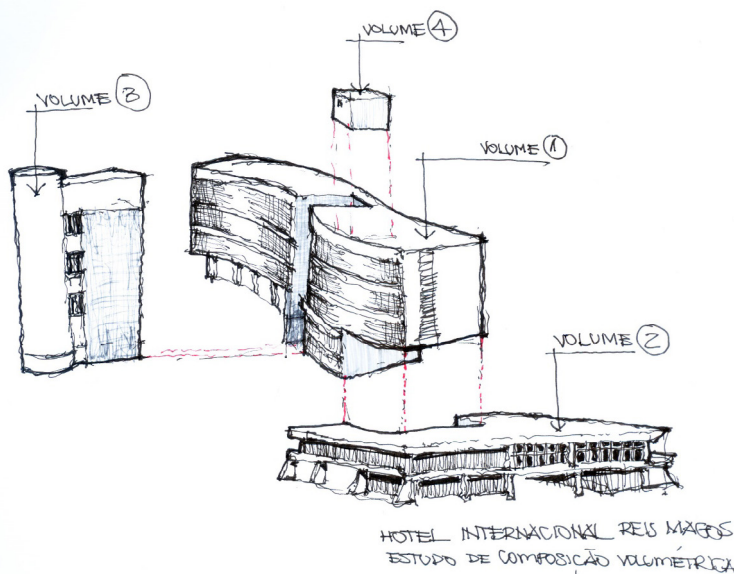 VOLUME 4
VOLUME 3
VOLUME 1
VOLUME 2
HOTEL INTERNACIONAL REIS MAGOS
ESTUDO DE COMPOSIÇÃO VOLUMÉTRICA